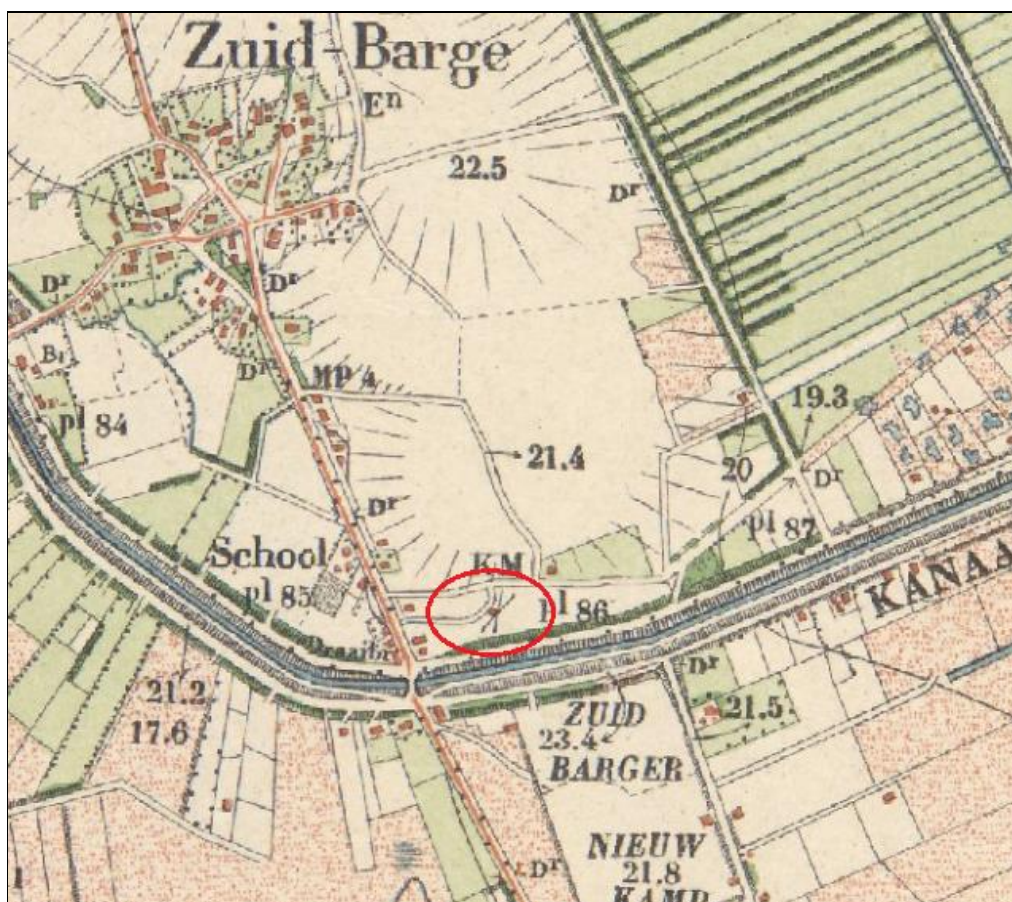 Zuid-Barge
En
22.5
Dr
Dr
Dr
Dr
MP 4
19.3
pl 84
21.4
20
Dr
Dr
pl 87
School
KM
pl 85
pl 86
KANAA
Draaibr
Dr
21.2
ZUID
21.5
17.6
23.4
BARGER
NIEUW
Dr
21.8
KAMP